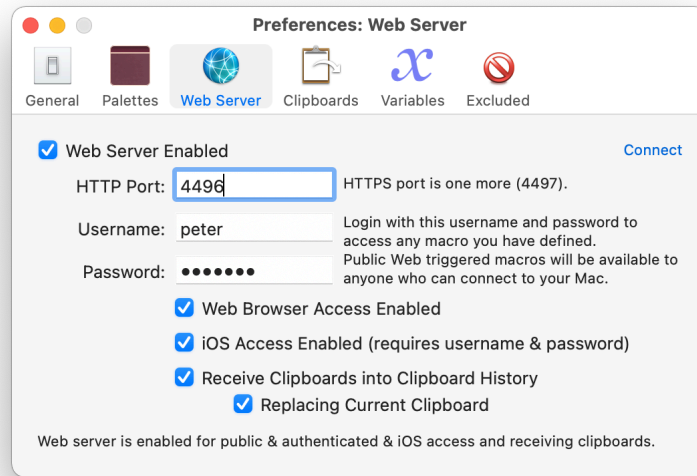 Preferences: Web Server
General Palettes Web Server Clipboards Variables Excluded
Web Server Enabled Connect
HTTP Port: 4496 HTTPS port is one more (4497).
Username: peter Login with this username and password to
access any macro you have defined.
Password: ••••••• Public Web triggered macros will be available to
anyone who can connect to your Mac.
Web Browser Access Enabled
iOS Access Enabled (requires username & password)
Receive Clipboards into Clipboard History
Replacing Current Clipboard
Web server is enabled for public & authenticated & iOS access and receiving clipboards.